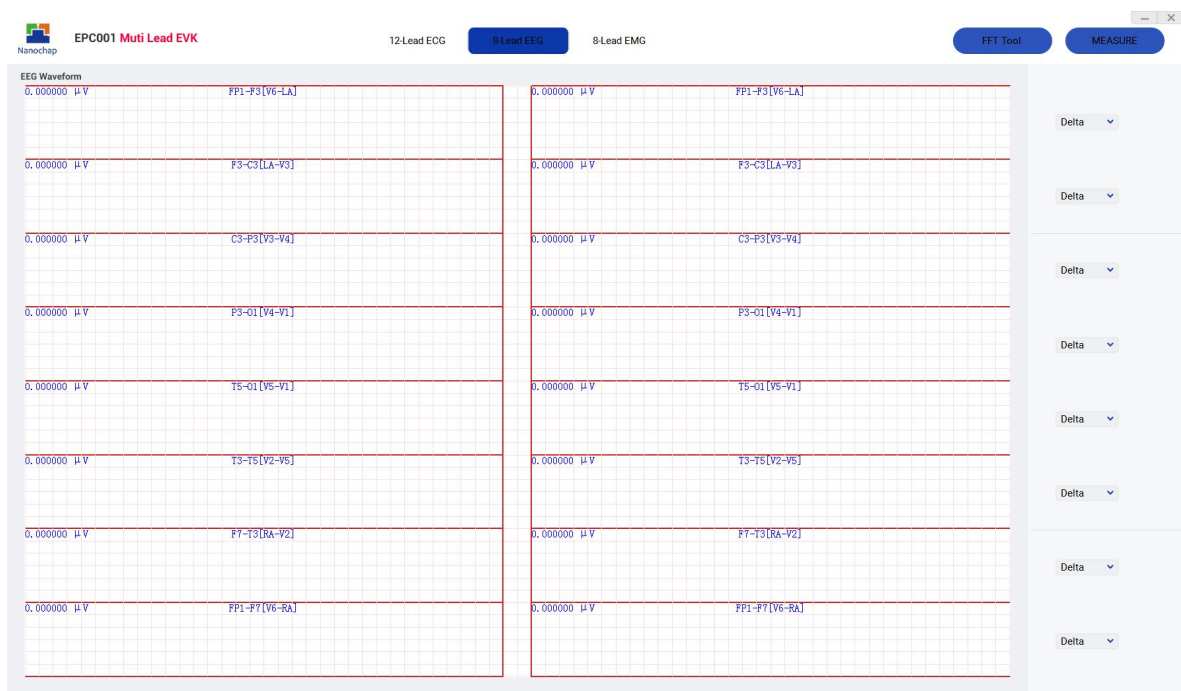 Nanochap
EPC001 Muti Lead EVK
12-Lead ECG
8-Lead EEG
8-Lead EMG
FFT Tool
MEASURE
EEG Waveform
0.000000 μV FP1-F3[V6-LA] 0.000000 μV FP1-F3[V6-LA]
Delta
0.000000 μV F3-C3[LA-V3] 0.000000 μV F3-C3[LA-V3]
Delta
0.000000 μV C3-P3[V3-V4] 0.000000 μV C3-P3[V3-V4]
Delta
0.000000 μV P3-O1[V4-V1] 0.000000 μV P3-O1[V4-V1]
Delta
0.000000 μV T5-O1[V5-V1] 0.000000 μV T5-O1[V5-V1]
Delta
0.000000 μV T3-T5[V2-V5] 0.000000 μV T3-T5[V2-V5]
Delta
0.000000 μV F7-T3[RA-V2] 0.000000 μV F7-T3[RA-V2]
Delta
0.000000 μV FP1-F7[V6-RA] 0.000000 μV FP1-F7[V6-RA]
Delta